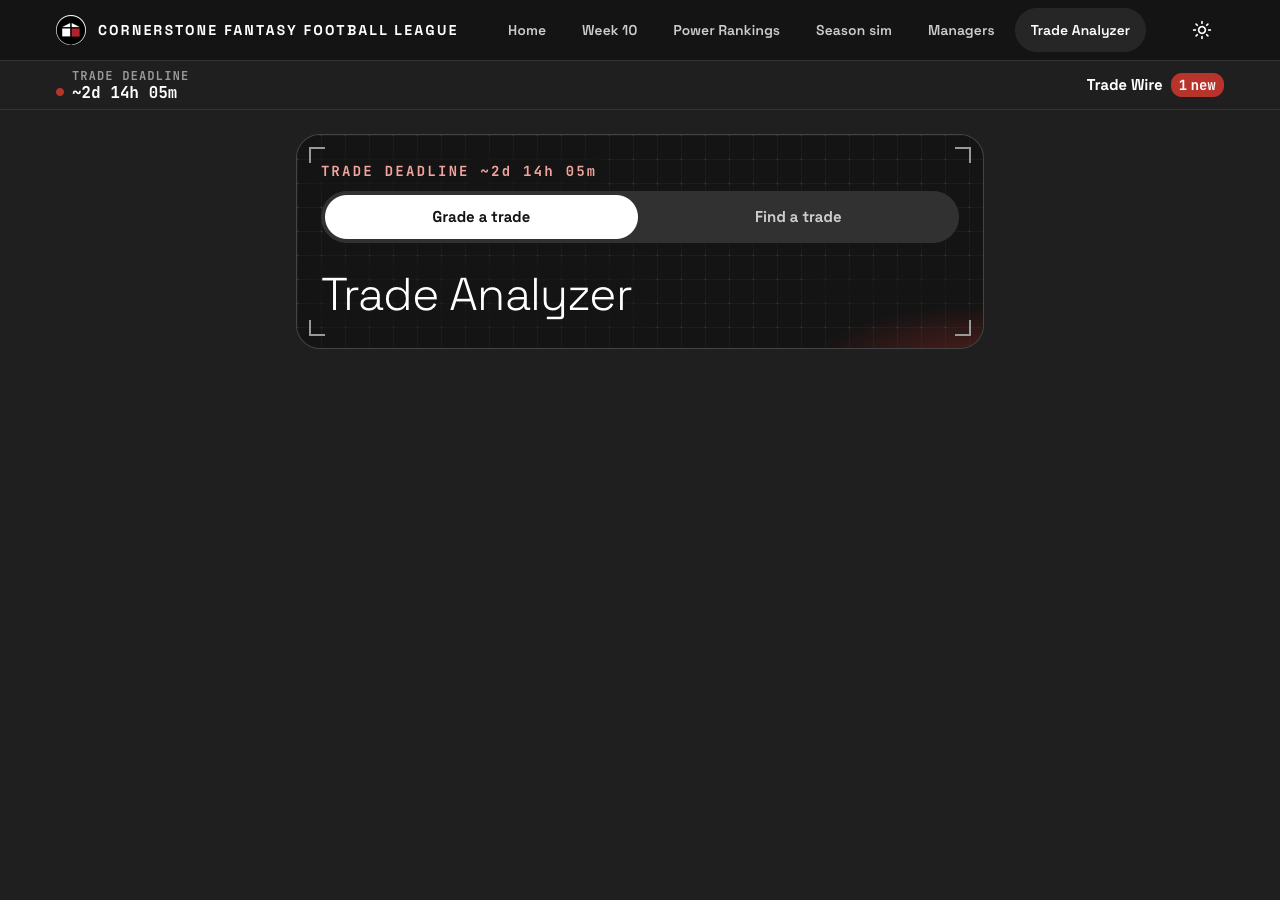 CORNERSTONE FANTASY FOOTBALL LEAGUE
Home
Week 10
Power Rankings
Season sim
Managers
Trade Analyzer
TRADE DEADLINE
~2d 14h 05m
Trade Wire
1 new
TRADE DEADLINE ~2d 14h 05m
Grade a trade
Find a trade
Trade Analyzer